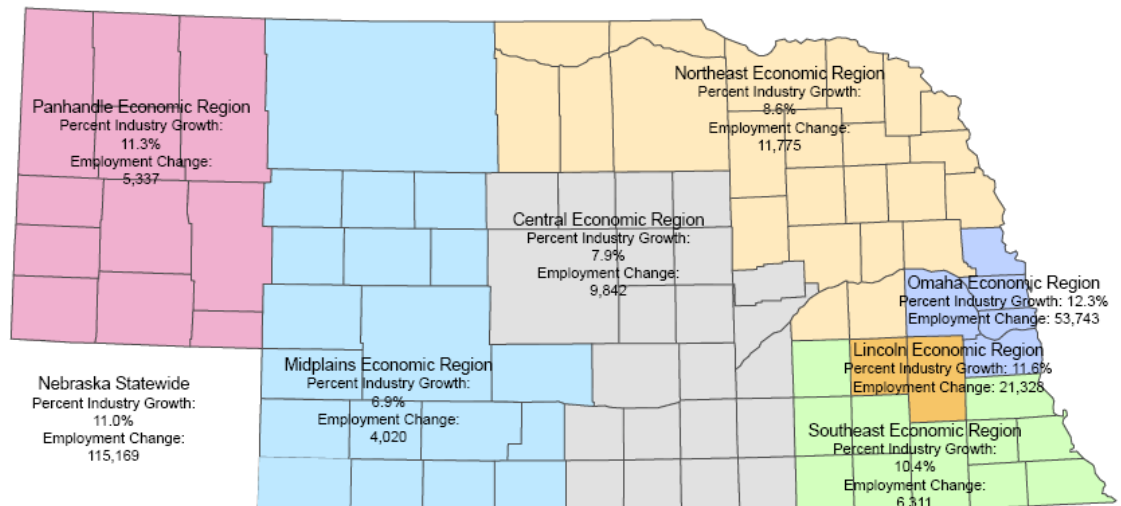 Northeast Economic Region
Percent Industry Growth:
8.6%
Employment Change:
11,775
Panhandle Economic Region
Percent Industry Growth:
11.3%
Employment Change:
5,337
Central Economic Region
Percent Industry Growth:
7.9%
Employment Change:
9,842
Omaha Economic Region
Percent Industry Growth: 12.3%
Employment Change: 53,743
Lincoln Economic Region
Percent Industry Growth: 11.6%
Employment Change: 21,328
Midplains Economic Region
Percent Industry Growth:
6.9%
Employment Change:
4,020
Nebraska Statewide
Percent Industry Growth:
11.0%
Employment Change:
115,169
Southeast Economic Region
Percent Industry Growth:
10.4%
Employment Change:
6,311